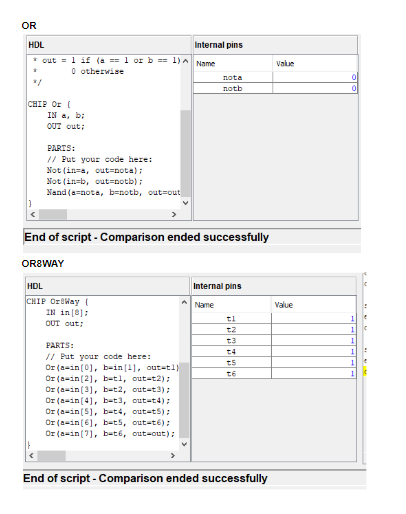 OR
HDL
Internal pins
* out = 1 if (a == 1 or b == 1)
* 0 otherwise
*/
CHIP Or {
IN a, b;
OUT out;
PARTS:
// Put your code here:
Not(in=a, out=nota);
Not(in=b, out=notb);
Nand(a=nota, b=notb, out=out
}
Name Value
nota 0
notb 0
End of script - Comparison ended successfully
OR8WAY
HDL
Internal pins
CHIP Or8Way {
IN in[8];
OUT out;
PARTS:
// Put your code here:
Or(a=in[0], b=in[1], out=t1)
Or(a=in[2], b=t1, out=t2);
Or(a=in[3], b=t2, out=t3);
Or(a=in[4], b=t3, out=t4);
Or(a=in[5], b=t4, out=t5);
Or(a=in[6], b=t5, out=t6);
Or(a=in[7], b=t6, out=out);
}
Name Value
t1 1
t2 1
t3 1
t4 1
t5 1
t6 1
End of script - Comparison ended successfully